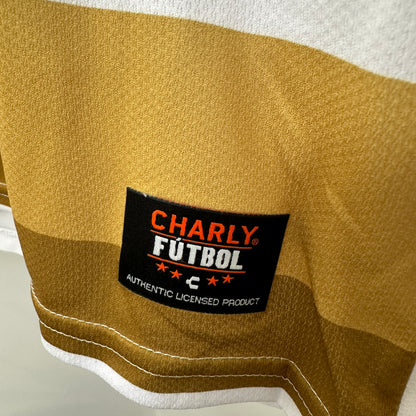 CHARLY®
FÚTBOL
AUTHENTIC LICENSED PRODUCT